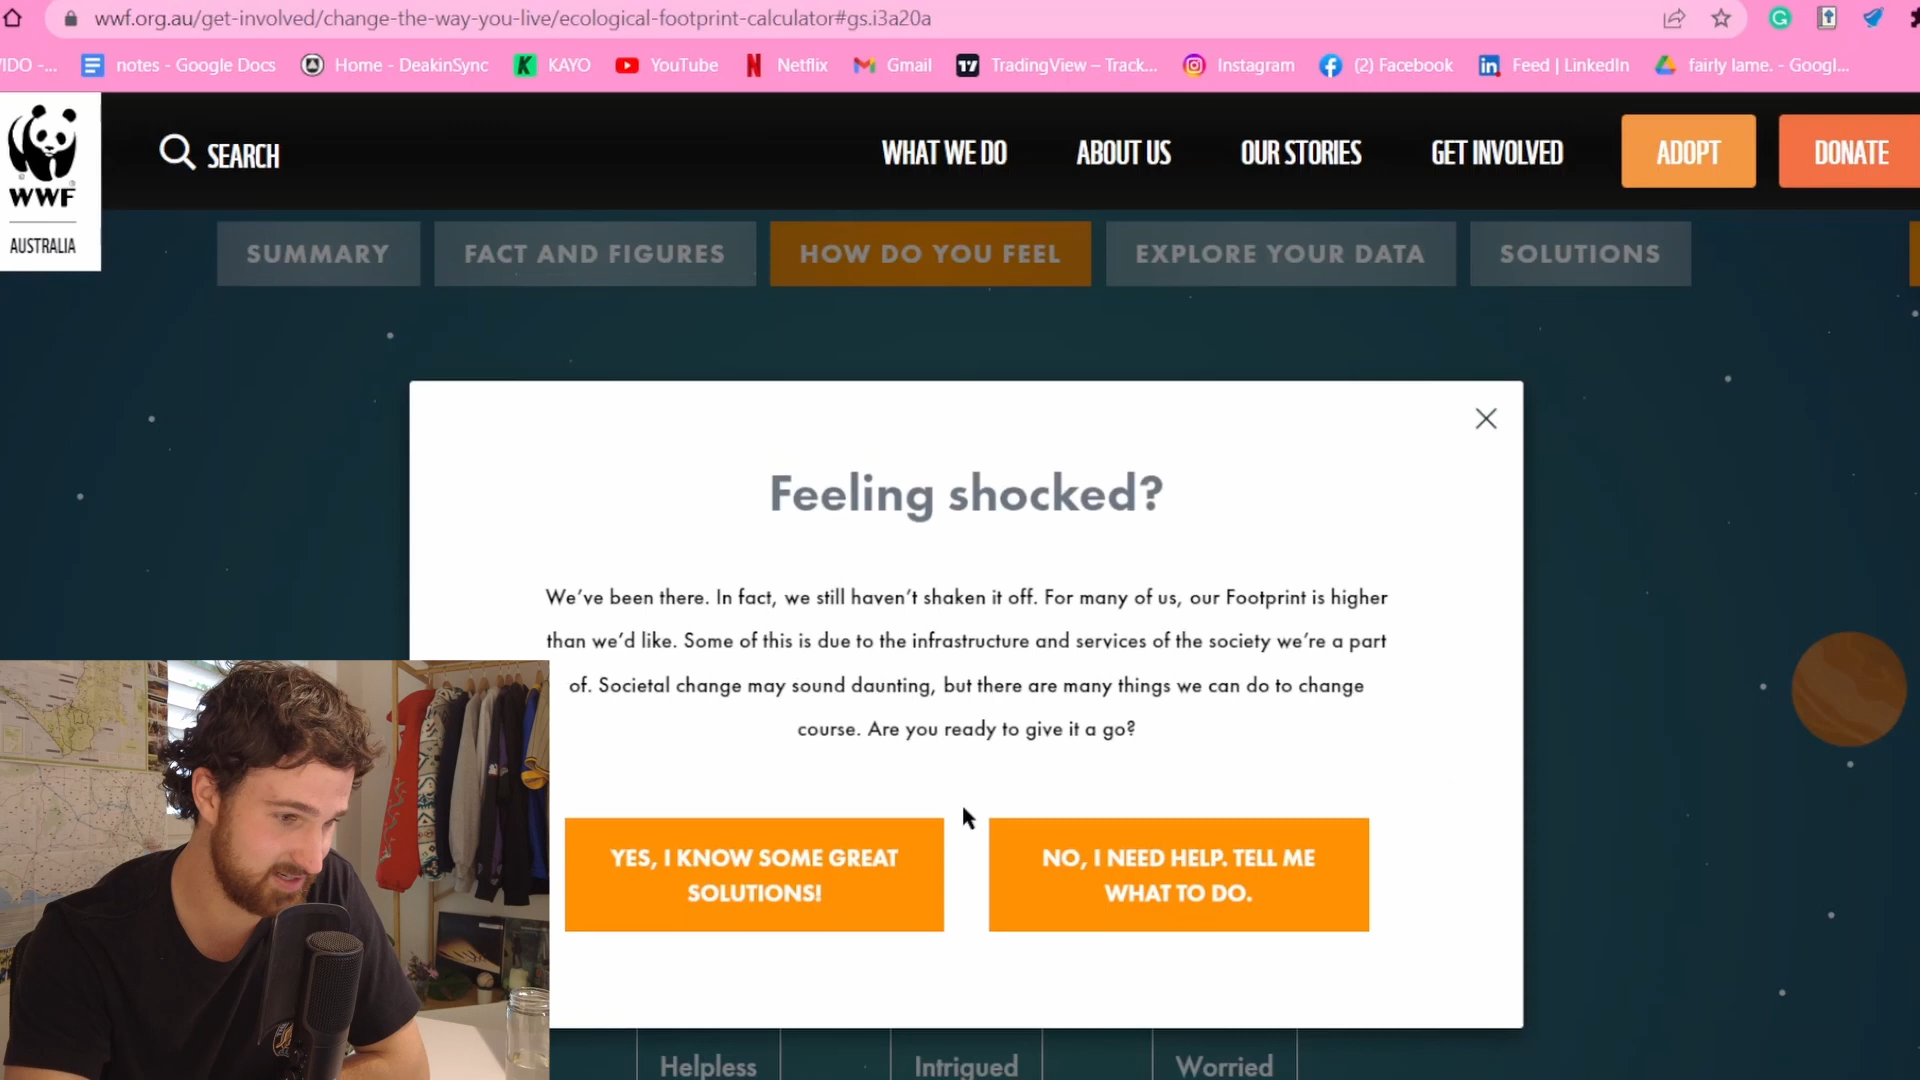 wwf.org.au/get-involved/change-the-way-you-live/ecological-footprint-calculator#gs.i3a20a
IDO -... notes - Google Docs Home - DeakinSync KAYO YouTube Netflix Gmail TradingView – Track... Instagram (2) Facebook Feed | LinkedIn fairly lame. - Googl...
WWF
AUSTRALIA
SEARCH WHAT WE DO ABOUT US OUR STORIES GET INVOLVED ADOPT DONATE
SUMMARY FACT AND FIGURES HOW DO YOU FEEL EXPLORE YOUR DATA SOLUTIONS
Feeling shocked?
We've been there. In fact, we still haven't shaken it off. For many of us, our Footprint is higher
than we'd like. Some of this is due to the infrastructure and services of the society we're a part
of. Societal change may sound daunting, but there are many things we can do to change
course. Are you ready to give it a go?
YES, I KNOW SOME GREAT
SOLUTIONS!
NO, I NEED HELP. TELL ME
WHAT TO DO.
Helpless Intrigued Worried